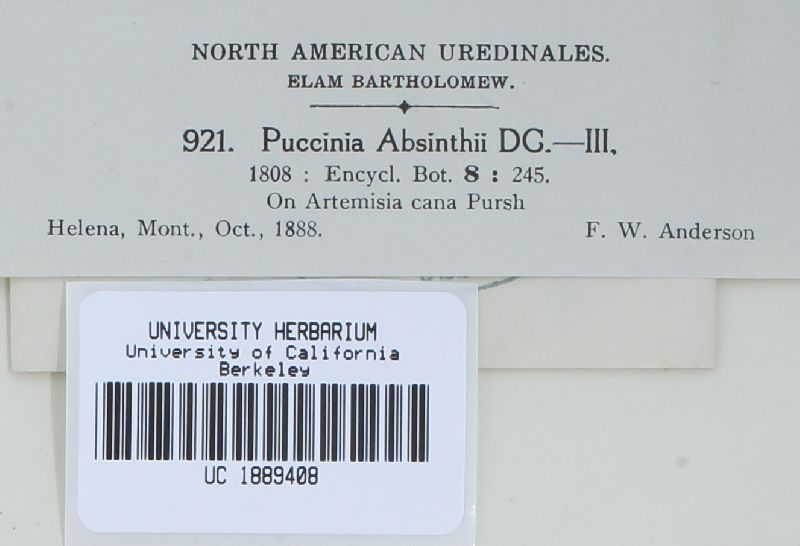 NORTH AMERICAN UREDINALES.
ELAM BARTHOLOMEW.
921. Puccinia Absinthii DC.—III.
1808 : Encycl. Bot. 8 : 245.
On Artemisia cana Pursh
Helena, Mont., Oct., 1888. F. W. Anderson
UNIVERSITY HERBARIUM
University of California
Berkeley
UC 1889408